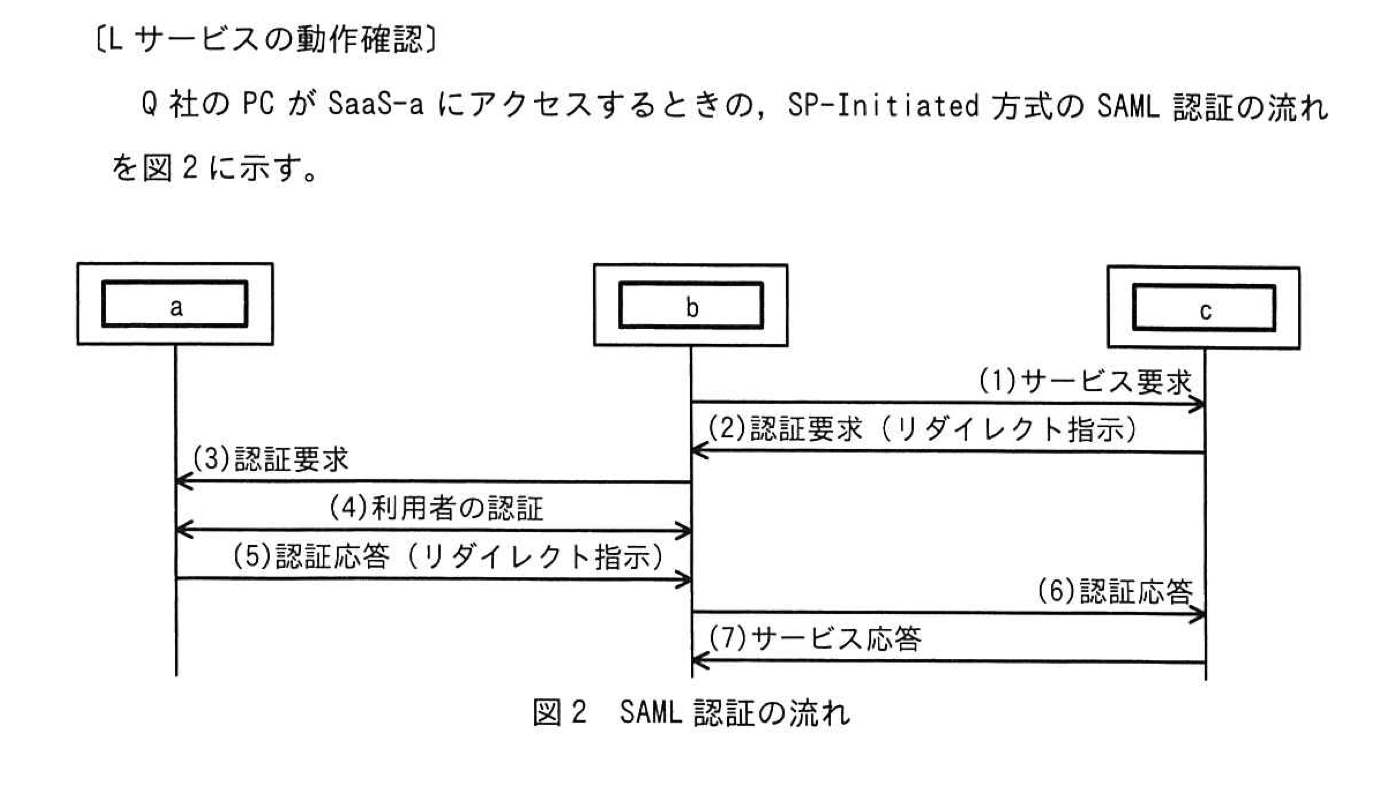 〔L サービスの動作確認〕
Q 社の PC が SaaS-a にアクセスするときの，SP-Initiated 方式の SAML 認証の流れ
を図 2 に示す。
a
b
c
(1)サービス要求
(2)認証要求（リダイレクト指示）
(3)認証要求
(4)利用者の認証
(5)認証応答（リダイレクト指示）
(6)認証応答
(7)サービス応答
図 2　SAML 認証の流れ